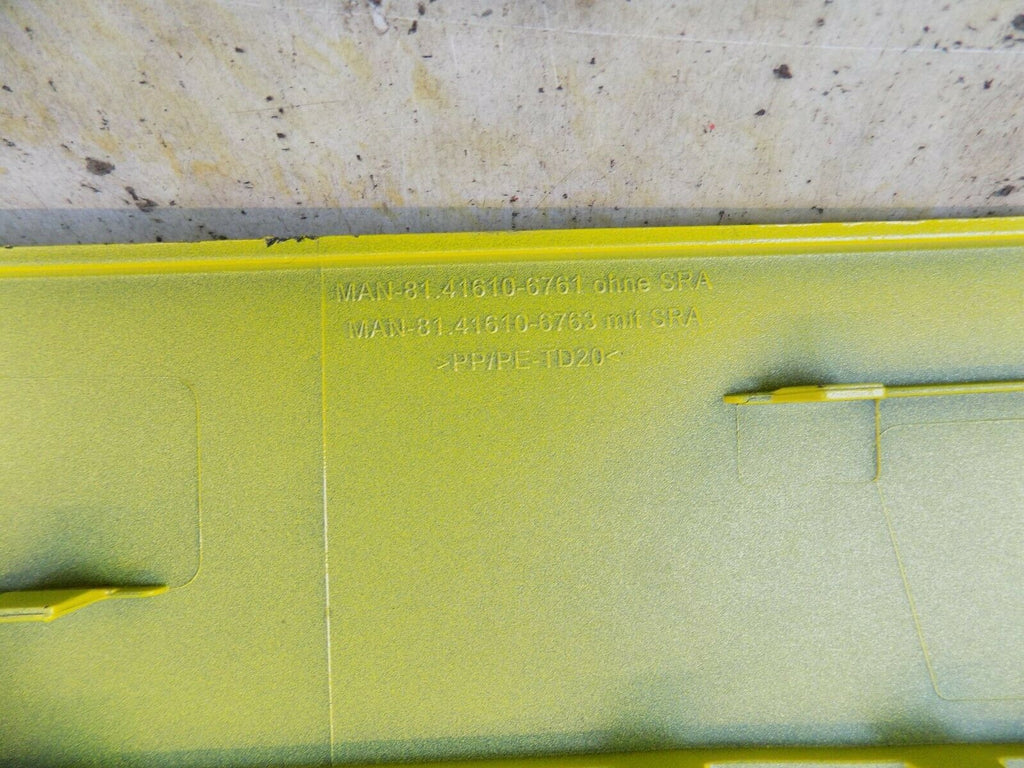 MAN-81.41610-6761 ohne SRA
MAN-81.41610-6763 mit SRA
>PP/PE-TD20<